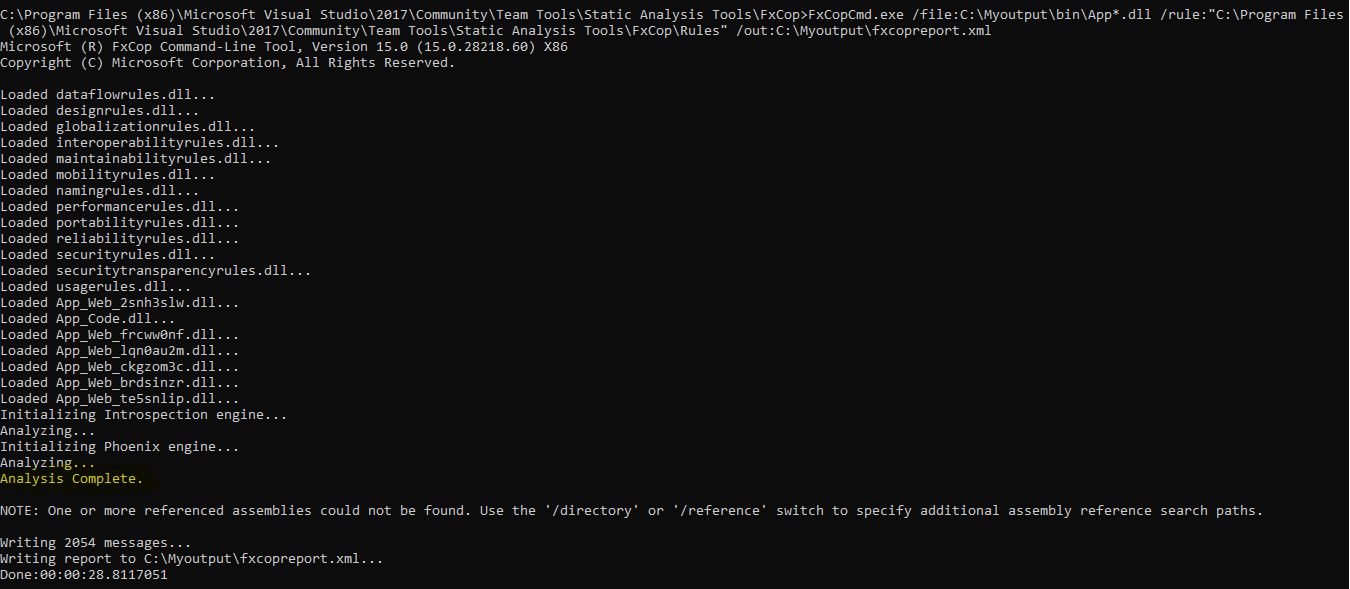 C:\Program Files (x86)\Microsoft Visual Studio\2017\Community\Team Tools\Static Analysis Tools\FxCop>FxCopCmd.exe /file:C:\Myoutput\bin\App*.dll /rule:"C:\Program Files
(x86)\Microsoft Visual Studio\2017\Community\Team Tools\Static Analysis Tools\FxCop\Rules" /out:C:\Myoutput\fxcopreport.xml
Microsoft (R) FxCop Command-Line Tool, Version 15.0 (15.0.28218.60) X86
Copyright (C) Microsoft Corporation, All Rights Reserved.
Loaded dataflowrules.dll...
Loaded designrules.dll...
Loaded globalizationrules.dll...
Loaded interoperabilityrules.dll...
Loaded maintainabilityrules.dll...
Loaded mobilityrules.dll...
Loaded namingrules.dll...
Loaded performancerules.dll...
Loaded portabilityrules.dll...
Loaded reliabilityrules.dll...
Loaded securityrules.dll...
Loaded securitytransparencyrules.dll...
Loaded usagerules.dll...
Loaded App_Web_2snh3slw.dll...
Loaded App_Code.dll...
Loaded App_Web_frcww0nf.dll...
Loaded App_Web_lqn0au2m.dll...
Loaded App_Web_ckgzom3c.dll...
Loaded App_Web_brdsinzr.dll...
Loaded App_Web_te5snlip.dll...
Initializing Introspection engine...
Analyzing...
Initializing Phoenix engine...
Analyzing...
Analysis Complete.
NOTE: One or more referenced assemblies could not be found. Use the '/directory' or '/reference' switch to specify additional assembly reference search paths.
Writing 2054 messages...
Writing report to C:\Myoutput\fxcopreport.xml...
Done:00:00:28.8117051